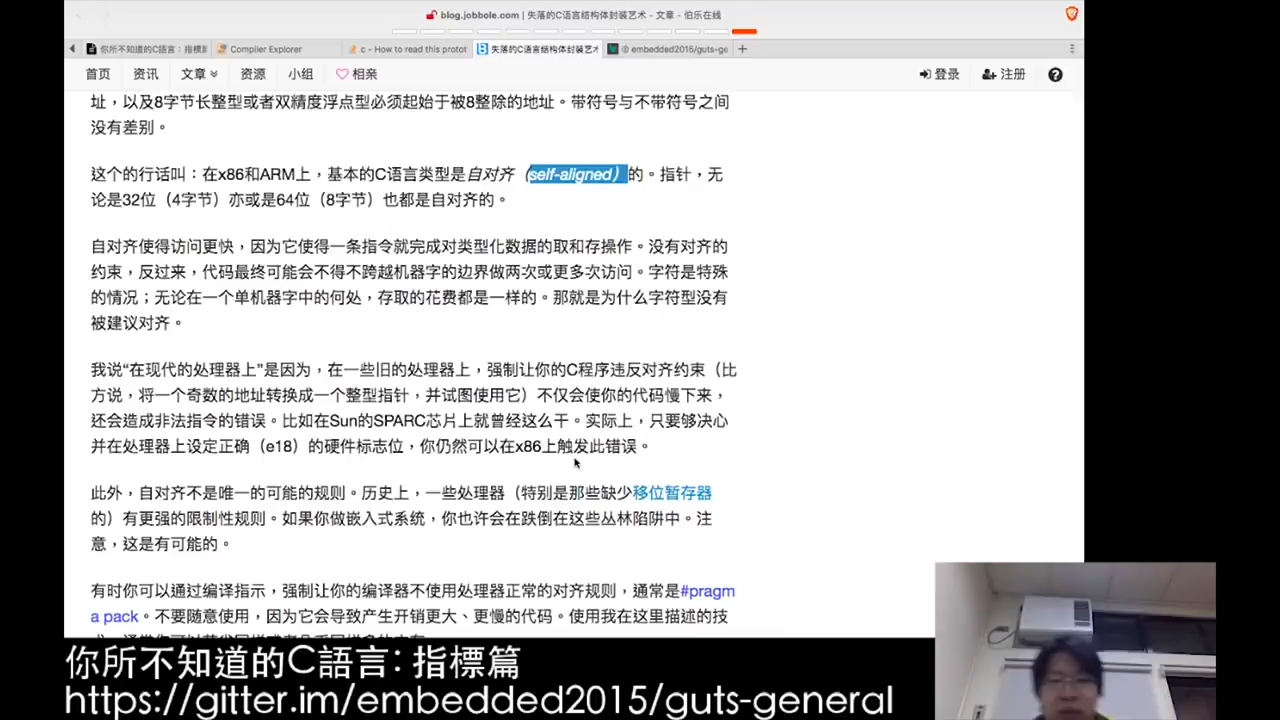 blog.jobbole.com | 失落的C语言结构体封装艺术 - 文章 - 伯乐在线
你所不知道的C語言：指標篇
Compiler Explorer
c - How to read this protot
失落的C语言结构体封装艺术
embedded2015/guts-ge
首页 资讯 文章 资源 小组 相亲 登录 注册
址，以及8字节长整型或者双精度浮点型必须起始于被8整除的地址。带符号与不带符号之间
没有差别。
这个的行话叫：在x86和ARM上，基本的C语言类型是自对齐（self-aligned）的。指针，无
论是32位（4字节）亦或是64位（8字节）也都是自对齐的。
自对齐使得访问更快，因为它使得一条指令就完成对类型化数据的取和存操作。没有对齐的
约束，反过来，代码最终可能会不得不跨越机器字的边界做两次或更多次访问。字符是特殊
的情况；无论在一个单机器字中的何处，存取的花费都是一样的。那就是为什么字符型没有
被建议对齐。
我说“在现代的处理器上”是因为，在一些旧的处理器上，强制让你的C程序违反对齐约束（比
方说，将一个奇数的地址转换成一个整型指针，并试图使用它）不仅会使你的代码慢下来，
还会造成非法指令的错误。比如在Sun的SPARC芯片上就曾经这么干。实际上，只要够决心
并在处理器上设定正确（e18）的硬件标志位，你仍然可以在x86上触发此错误。
此外，自对齐不是唯一的可能的规则。历史上，一些处理器（特别是那些缺少移位暂存器
的）有更强的限制性规则。如果你做嵌入式系统，你也许会在跌倒在这些丛林陷阱中。注
意，这是有可能的。
有时你可以通过编译指示，强制让你的编译器不使用处理器正常的对齐规则，通常是#pragm
a pack。不要随意使用，因为它会导致产生开销更大、更慢的代码。使用我在这里描述的技
你所不知道的C語言: 指標篇
https://gitter.im/embedded2015/guts-general